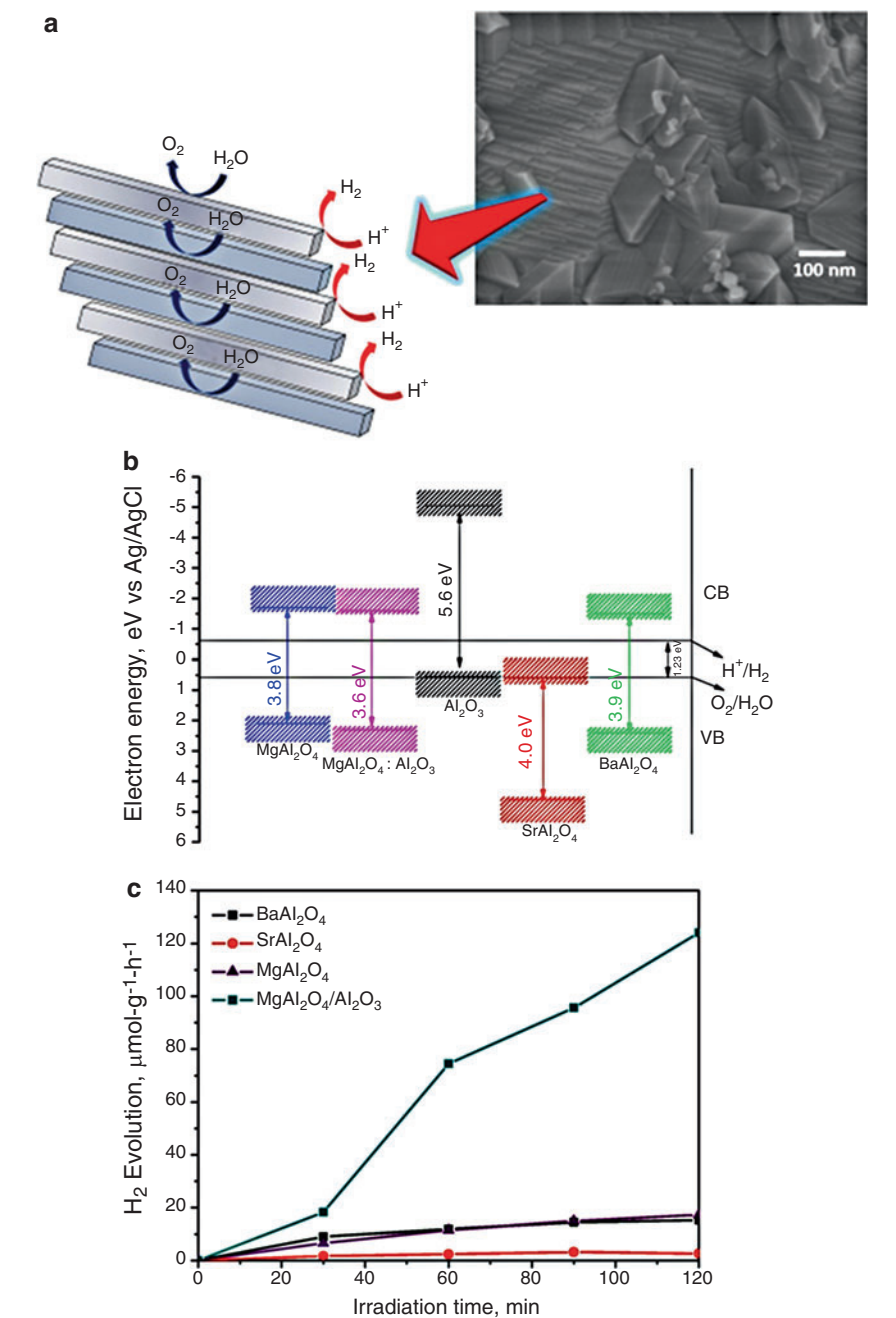 a
O₂
H₂O
H₂
O₂
H₂O
H⁺
H₂
O₂
H₂O
H⁺
H₂
O₂
H₂O
H⁺
100 nm
b
Electron energy, eV vs Ag/AgCl
-6
-5
-4
-3
-2
-1
0
1
2
3
4
5
6
3.8 eV
MgAl₂O₄
3.6 eV
MgAl₂O₄ : Al₂O₃
5.6 eV
Al₂O₃
4.0 eV
SrAl₂O₄
3.9 eV
BaAl₂O₄
1.23 eV
CB
H⁺/H₂
O₂/H₂O
VB
c
H₂ Evolution, μmol-g⁻¹-h⁻¹
140
120
100
80
60
40
20
0
BaAl₂O₄
SrAl₂O₄
MgAl₂O₄
MgAl₂O₄/Al₂O₃
0 20 40 60 80 100 120
Irradiation time, min